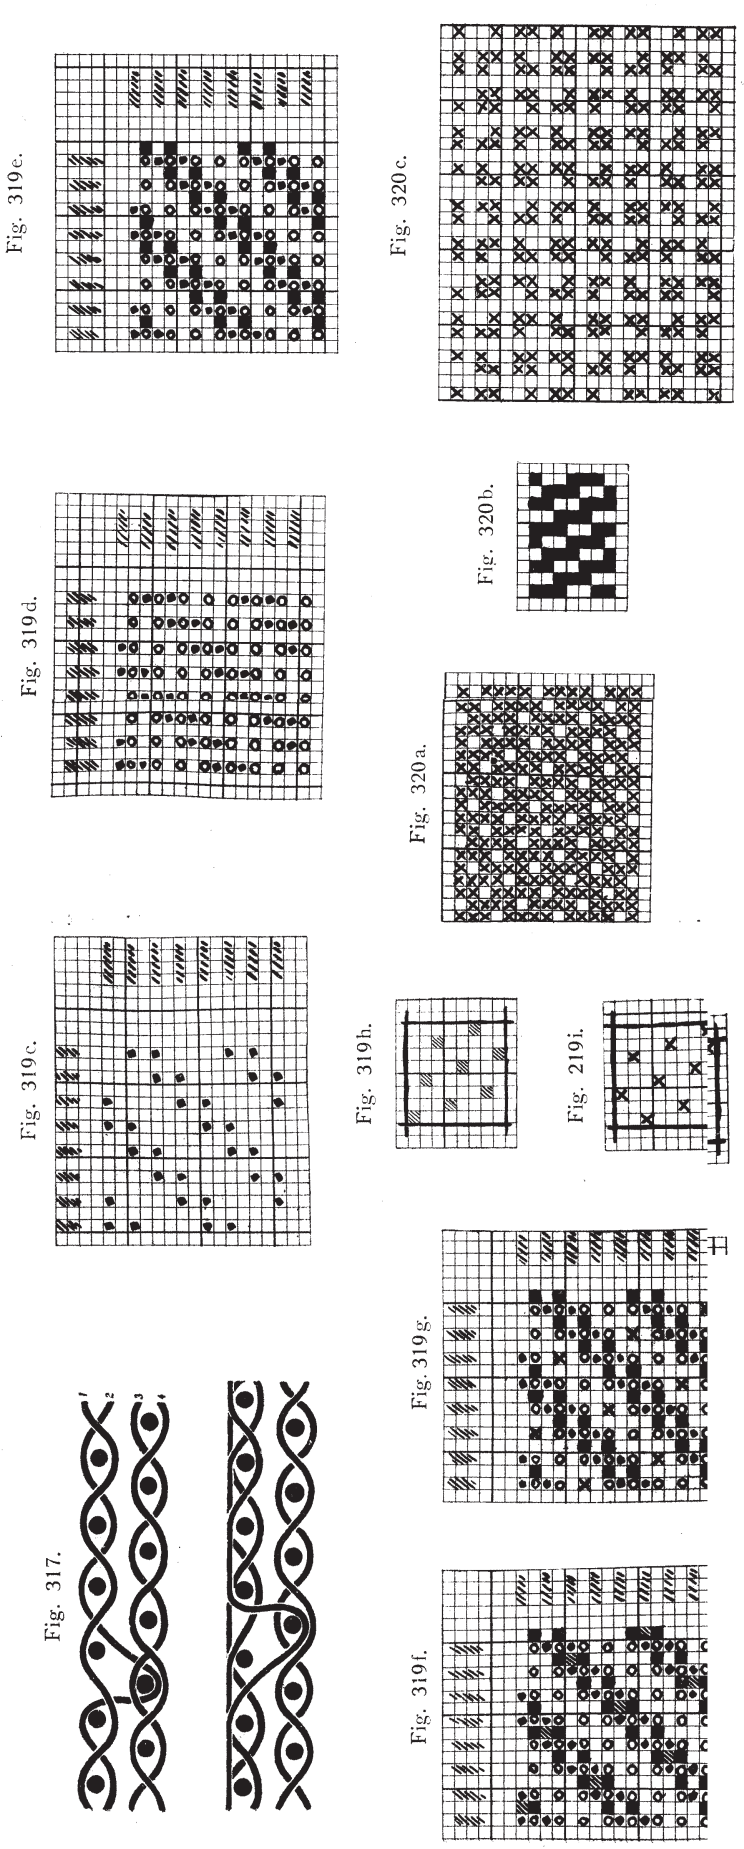 Fig. 317.
1
2
3
4
Fig. 319c.
Fig. 319d.
Fig. 319e.
Fig. 319f.
Fig. 319g.
Fig. 319h.
Fig. 219i.
Fig. 320a.
Fig. 320b.
Fig. 320c.